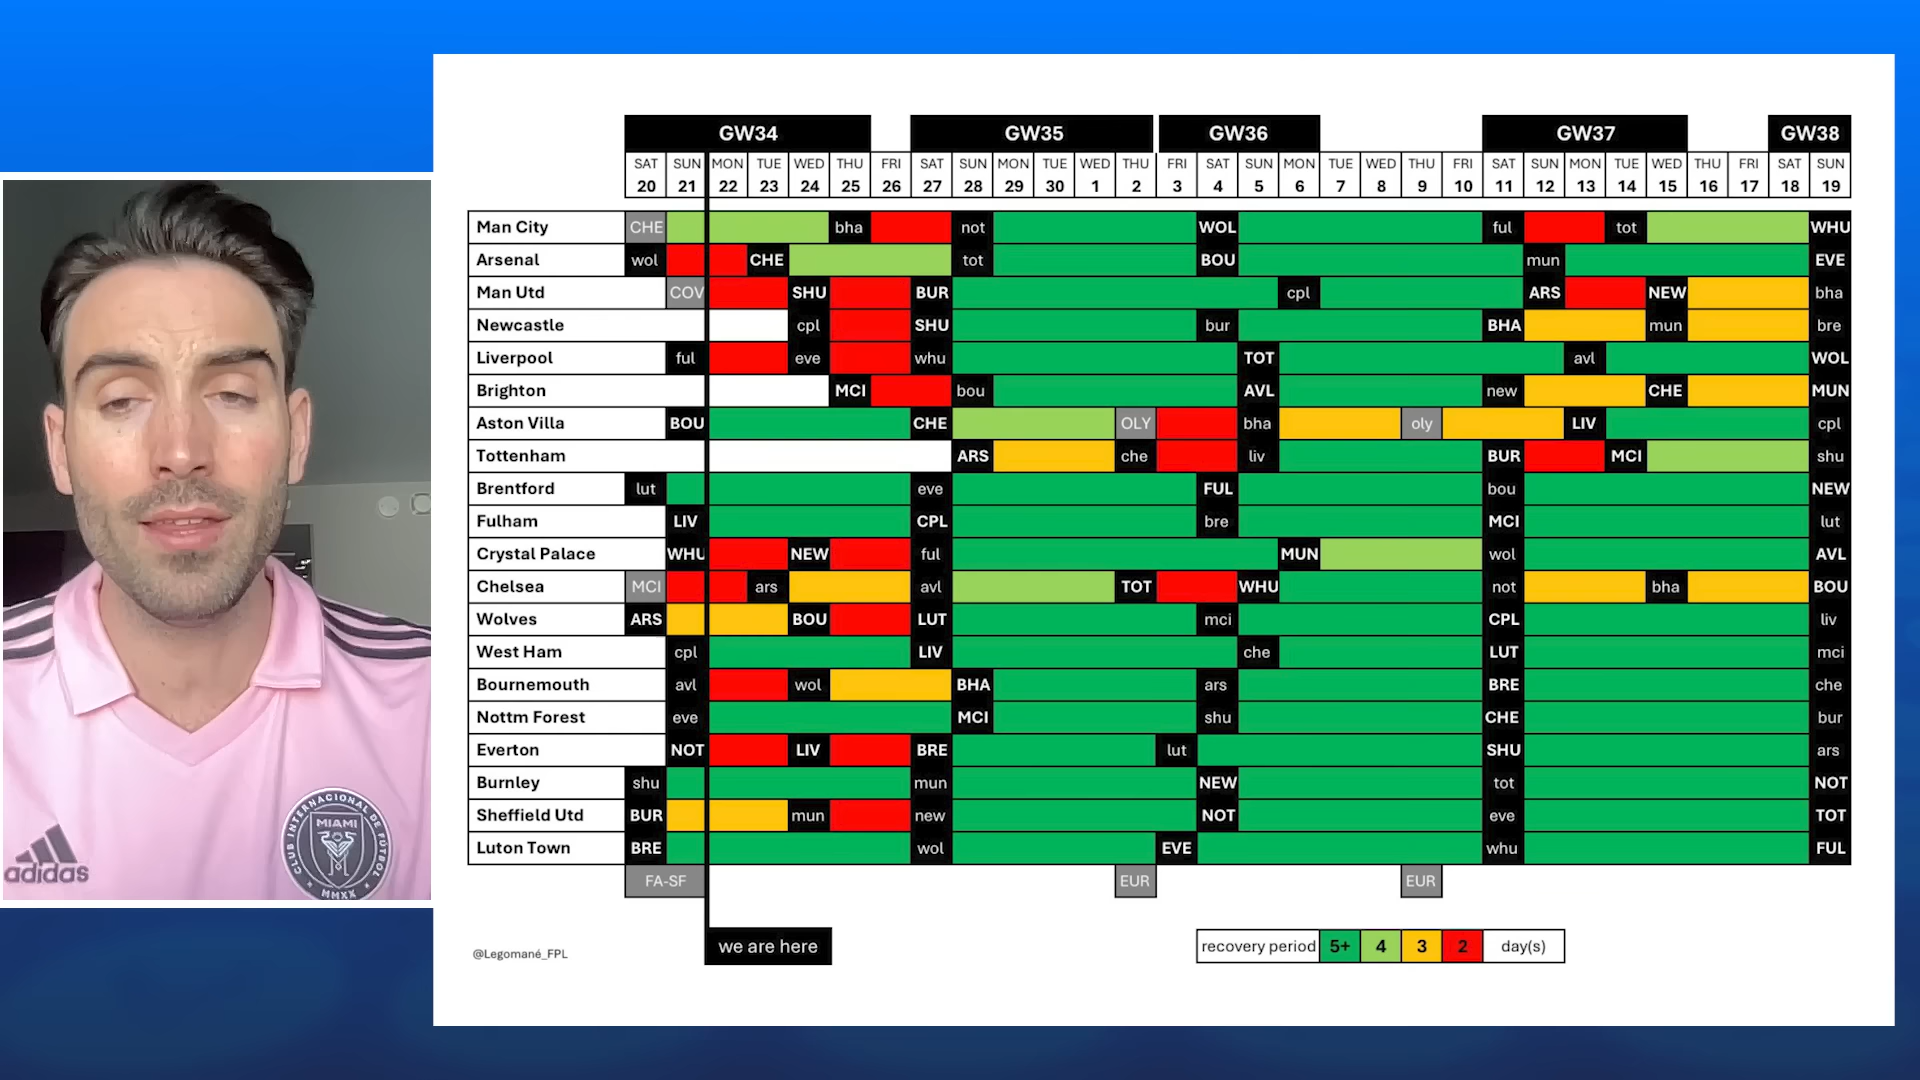 GW34 GW35 GW36 GW37 GW38
SAT SUN MON TUE WED THU FRI SAT SUN MON TUE WED THU FRI SAT SUN MON TUE WED THU FRI SAT SUN MON TUE WED THU FRI SAT SUN
20 21 22 23 24 25 26 27 28 29 30 1 2 3 4 5 6 7 8 9 10 11 12 13 14 15 16 17 18 19
Man City CHE bha not WOL ful tot WHU
Arsenal wol CHE tot BOU mun EVE
Man Utd COV SHU BUR cpl ARS NEW bha
Newcastle cpl SHU bur BHA mun bre
Liverpool ful eve whu TOT avl WOL
Brighton MCI bou AVL new CHE MUN
Aston Villa BOU CHE OLY bha oly LIV cpl
Tottenham ARS che liv BUR MCI shu
Brentford lut eve FUL bou NEW
Fulham LIV CPL bre MCI lut
Crystal Palace WHU NEW ful MUN wol AVL
Chelsea MCI ars avl TOT WHU not bha BOU
Wolves ARS BOU LUT mci CPL liv
West Ham cpl LIV che LUT mci
Bournemouth avl wol BHA ars BRE che
Nottm Forest eve MCI shu CHE bur
Everton NOT LIV BRE lut SHU ars
Burnley shu mun NEW tot NOT
Sheffield Utd BUR mun new NOT eve TOT
Luton Town BRE wol EVE whu FUL
FA-SF EUR EUR
we are here
@Legomané_FPL
recovery period 5+ 4 3 2 day(s)
adidas
CLUB INTERNACIONAL DE FÚTBOL
MIAMI
MMXX